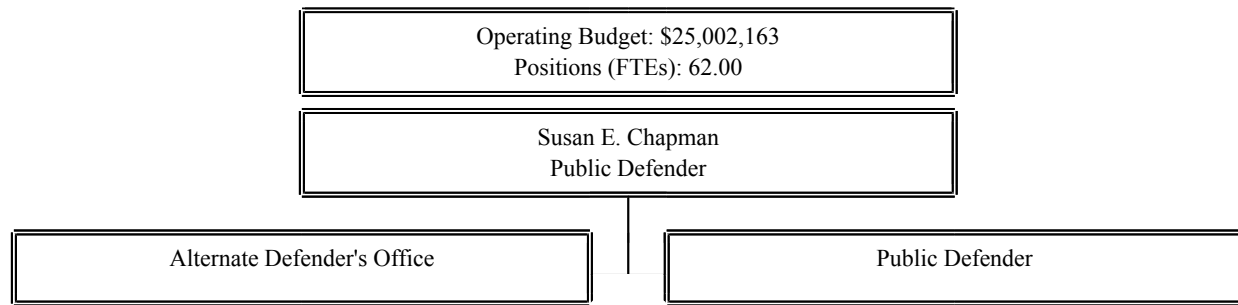 Operating Budget: $25,002,163
Positions (FTEs): 62.00
Susan E. Chapman
Public Defender
Alternate Defender's Office
Public Defender